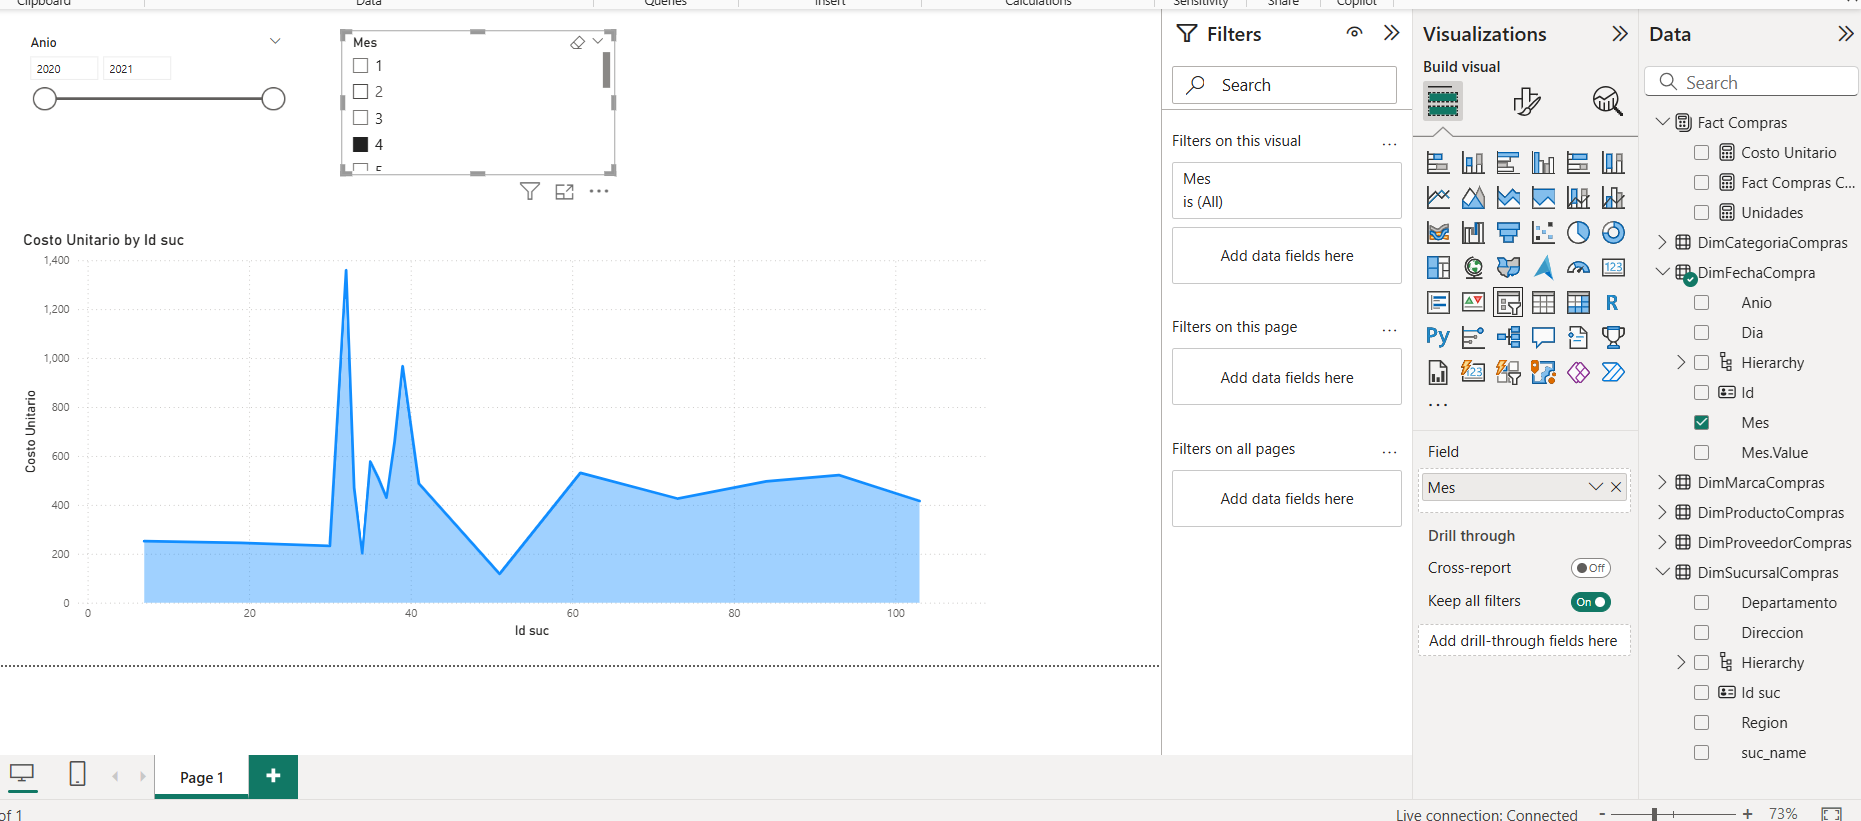 Clipboard
Data
Queries
Insert
Calculations
Sensitivity
Share
Copilot
Anio
2020
2021
Mes
1
2
3
4
Costo Unitario by Id suc
1,400
1,200
1,000
800
600
400
200
0
Costo Unitario
0
20
40
60
80
100
Id suc
Filters
Search
Filters on this visual
...
Mes
is (All)
Add data fields here
Filters on this page
...
Add data fields here
Filters on all pages
...
Add data fields here
Visualizations
Build visual
123
R
Py
123
...
Field
Mes
Drill through
Cross-report
Off
Keep all filters
On
Add drill-through fields here
Data
Search
Fact Compras
Costo Unitario
Fact Compras C...
Unidades
DimCategoriaCompras
DimFechaCompra
Anio
Dia
Hierarchy
Id
Mes
Mes.Value
DimMarcaCompras
DimProductoCompras
DimProveedorCompras
DimSucursalCompras
Departamento
Direccion
Hierarchy
Id suc
Region
suc_name
Page 1
+
of 1
Live connection: Connected
- + 73%